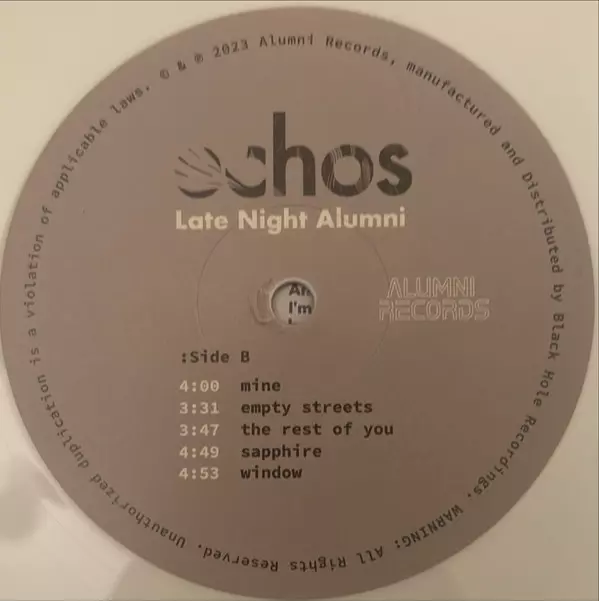 echos
Late Night Alumni
ALUMNI
RECORDS
An
I'm
:Side B
4:00 mine
3:31 empty streets
3:47 the rest of you
4:49 sapphire
4:53 window
© & ℗ 2023 Alumni Records, manufactured and Distributed by Black Hole Recordings. WARNING: All Rights Reserved. Unauthorized duplication is a violation of applicable laws.